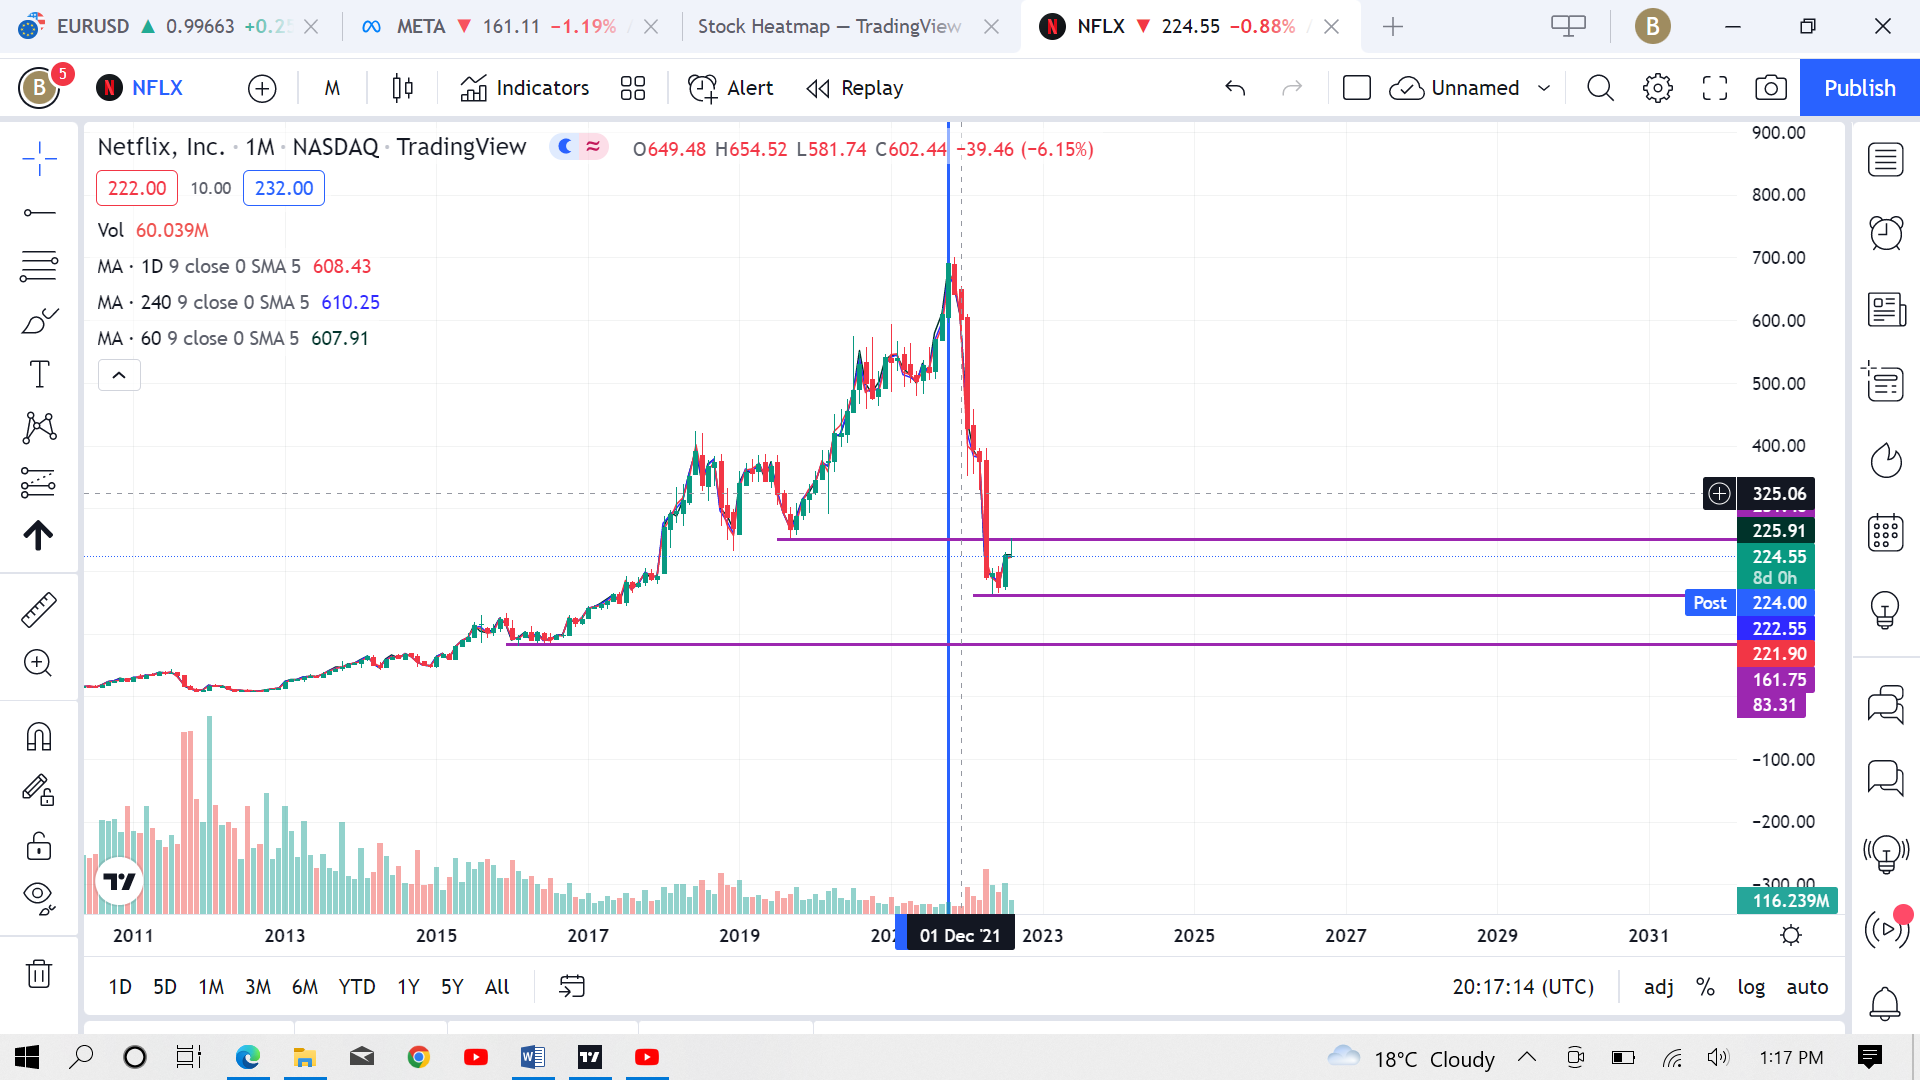 EURUSD ▲ 0.99663 +0.25
META ▼ 161.11 −1.19% /
Stock Heatmap — TradingView
N NFLX ▼ 224.55 −0.88% /
B
B 5 N NFLX M Indicators Alert Replay Unnamed Publish
Netflix, Inc. · 1M · NASDAQ · TradingView O649.48 H654.52 L581.74 C602.44 −39.46 (−6.15%)
222.00 10.00 232.00
Vol 60.039M
MA · 1D 9 close 0 SMA 5 608.43
MA · 240 9 close 0 SMA 5 610.25
MA · 60 9 close 0 SMA 5 607.91
900.00
800.00
700.00
600.00
500.00
400.00
325.06
225.91
224.55
8d 0h
Post 224.00
222.55
221.90
161.75
83.31
−100.00
−200.00
−300.00
116.239M
2011 2013 2015 2017 2019 01 Dec '21 2023 2025 2027 2029 2031
1D 5D 1M 3M 6M YTD 1Y 5Y All 20:17:14 (UTC) adj % log auto
18°C Cloudy 1:17 PM